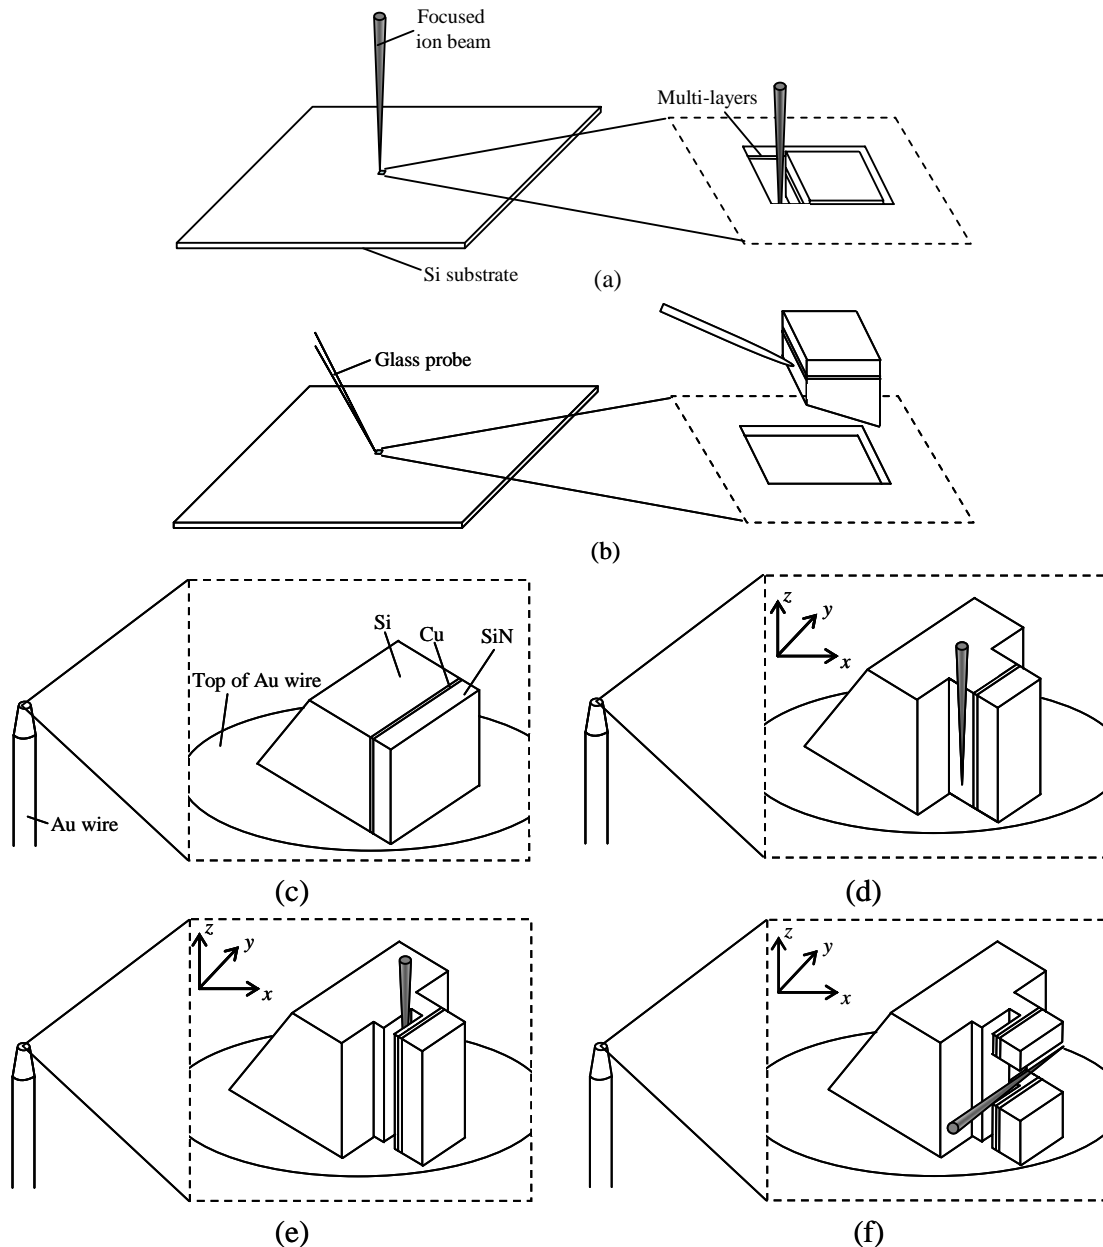 Focused
ion beam
Multi-layers
Si substrate
(a)
Glass probe
(b)
Si
Cu
SiN
Top of Au wire
Au wire
(c)
z
y
x
(d)
z
y
x
(e)
z
y
x
(f)